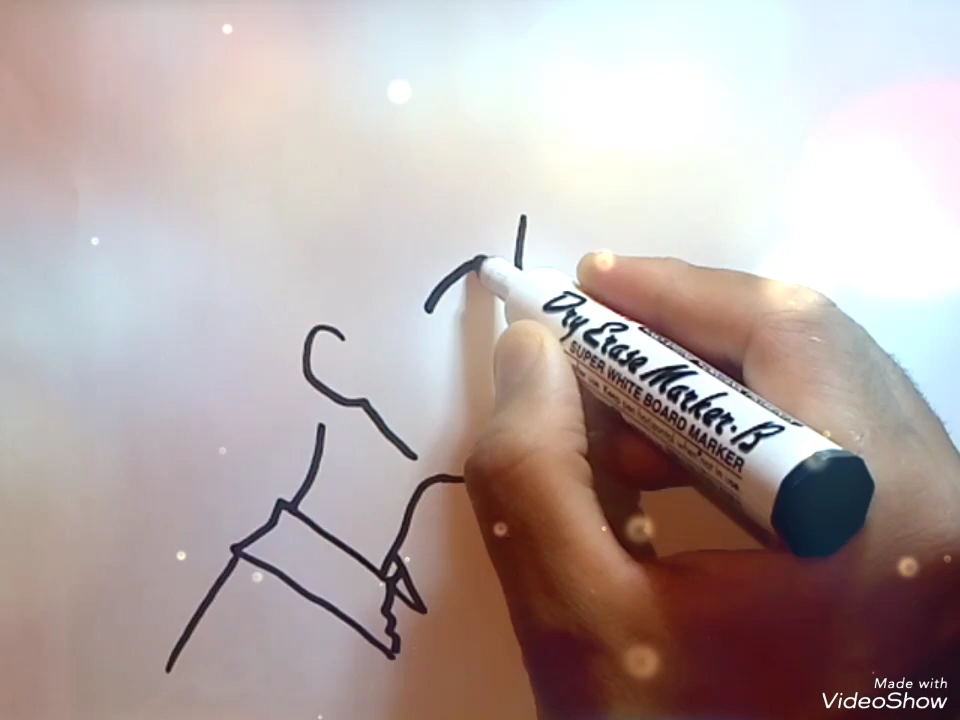 Dry Erase Marker·B
SUPER WHITE BOARD MARKER
Made with
VideoShow